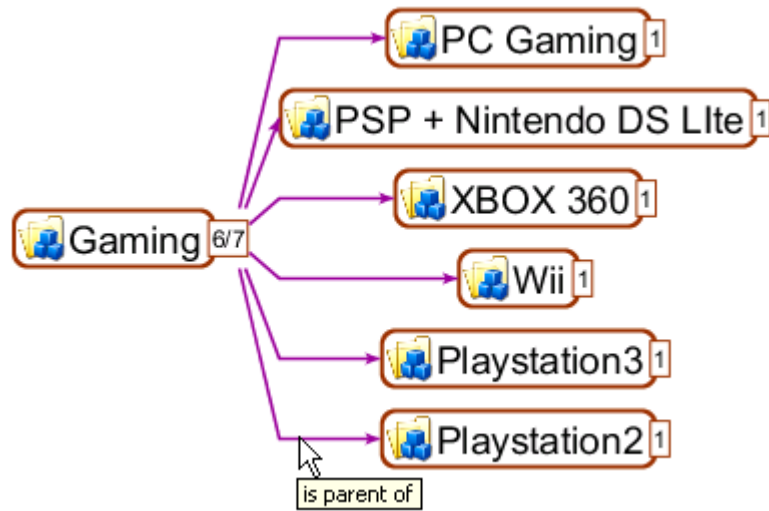 PC Gaming 1
PSP + Nintendo DS LIte 1
XBOX 360 1
Gaming 6/7
Wii 1
Playstation3 1
Playstation2 1
is parent of